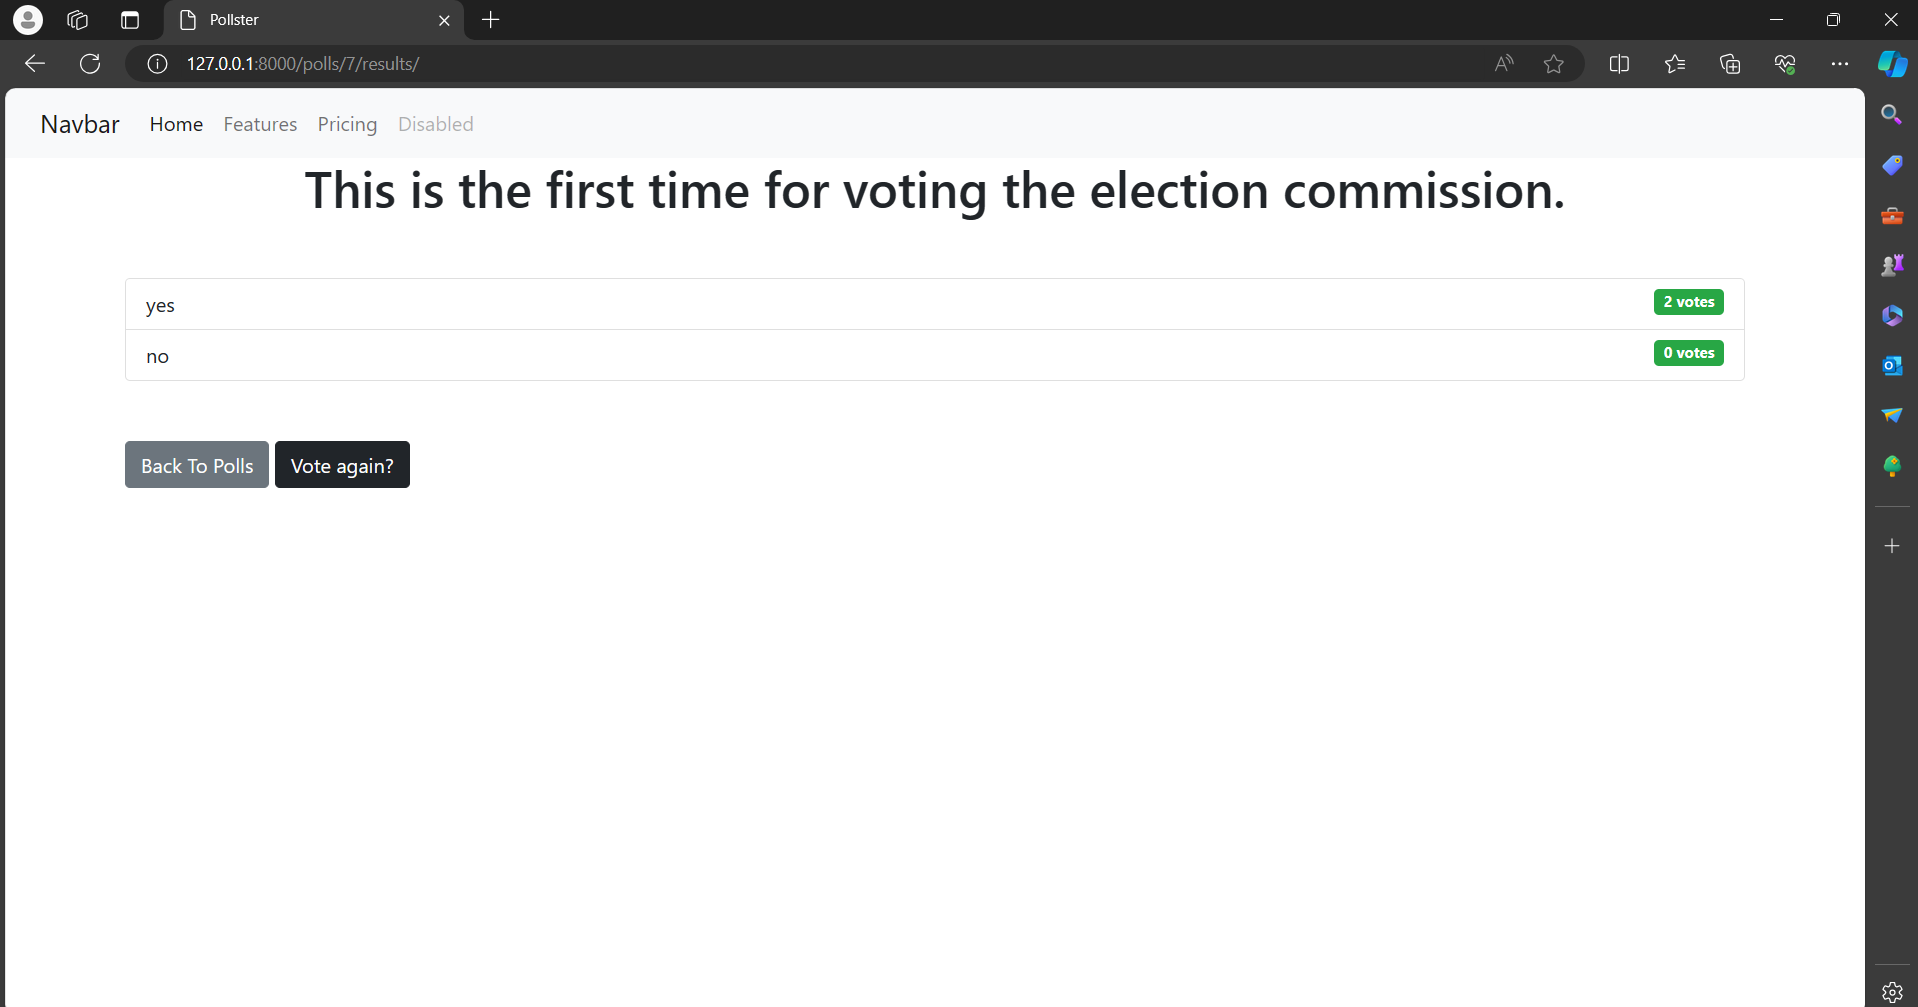 Pollster
127.0.0.1:8000/polls/7/results/
Navbar Home Features Pricing Disabled
This is the first time for voting the election commission.
yes 2 votes
no 0 votes
Back To Polls Vote again?